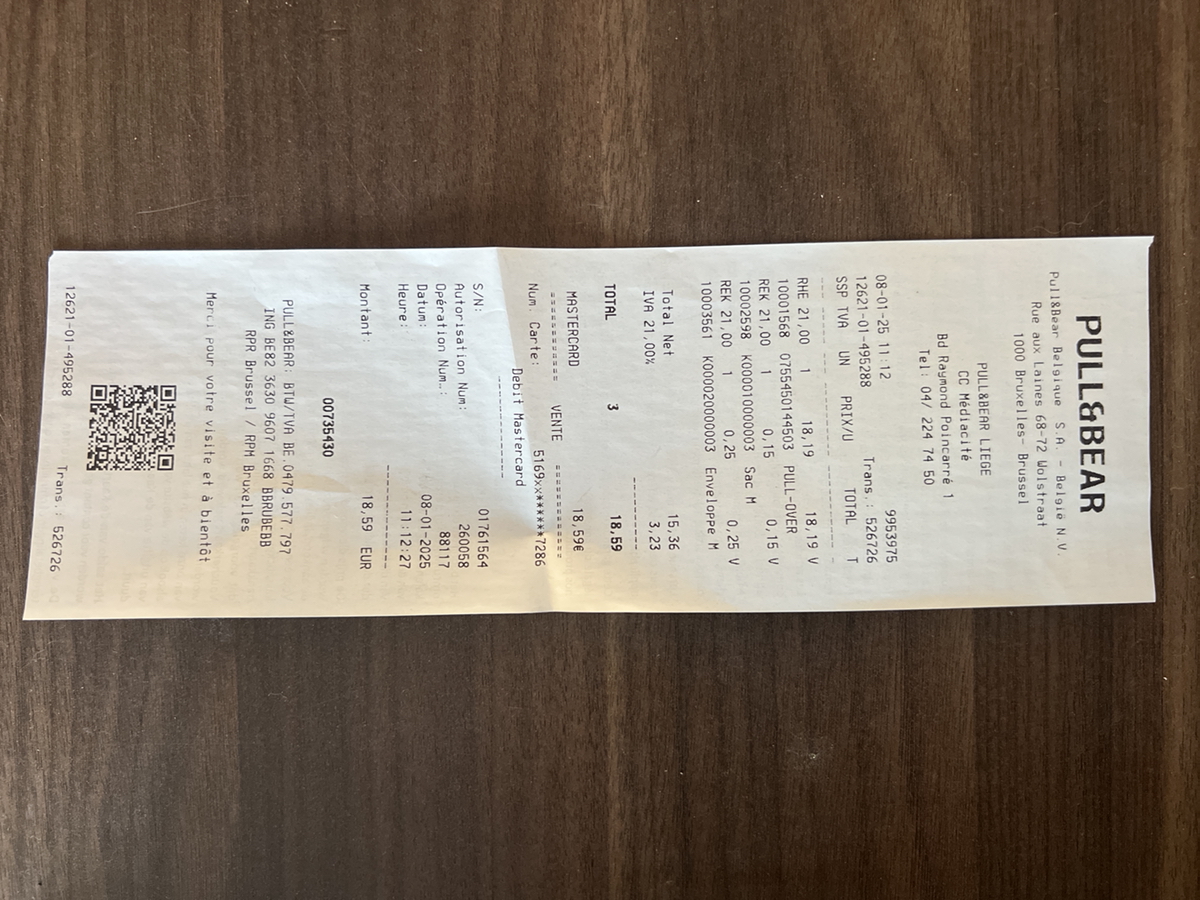 PULL&BEAR
Pull&Bear Belgique S.A. - België N.V.
Rue aux Laines 68-72 Wolstraat
1000 Bruxelles- Brussel
PULL&BEAR LIEGE
CC Médiacité
Bd Raymond Poincarré 1
Tel: 04/ 224 74 50
9953975
08-01-25 11:12 Trans.: 526726
12621-01-495288
SSP TVA UN PRIX/U TOTAL T
RHE 21,00 1 18,19 18,19 V
10001568 0755450144503 PULL-OVER
REK 21,00 1 0,15 0,15 V
10002598 K000010000003 Sac M
REK 21,00 1 0,25 0,25 V
10003561 K000020000003 Enveloppe M
Total Net 15,36
IVA 21,00% 3,23
TOTAL 3 18,59
MASTERCARD 18,59€
============ VENTE ============
Num. Carte: 5169xx******7286
Debit Mastercard
S/N: 01761564
Autorisation Num: 260058
Opération Num.: 88117
Datum: 08-01-2025
Heure: 11:12:27
Montant: 18,59 EUR
00735430
PULL&BEAR: BTW/TVA BE.0479.577.797
ING BE82 3630 9607 1668 BBRUBEBB
RPR Brussel / RPM Bruxelles
Merci pour votre visite et à bientôt
12621-01-495288 Trans.: 526726